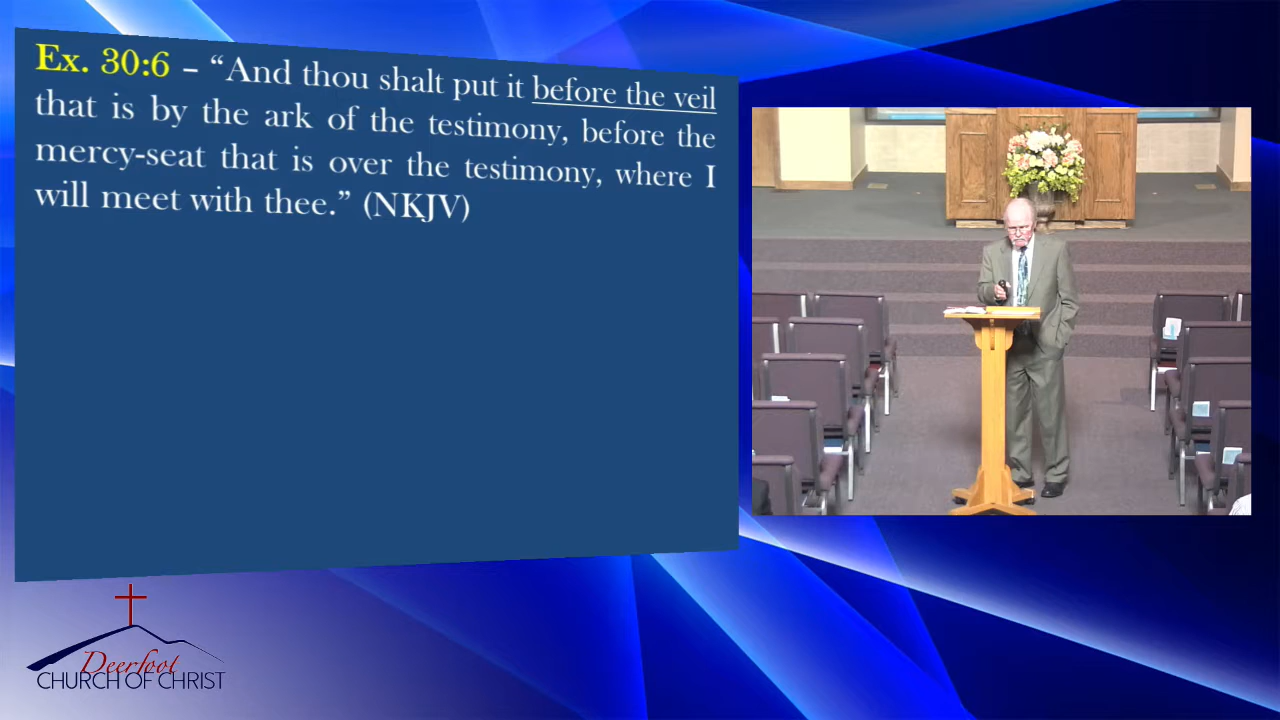 Ex. 30:6 – “And thou shalt put it before the veil
that is by the ark of the testimony, before the
mercy-seat that is over the testimony, where I
will meet with thee.” (NKJV)
Deerfoot
CHURCH OF CHRIST